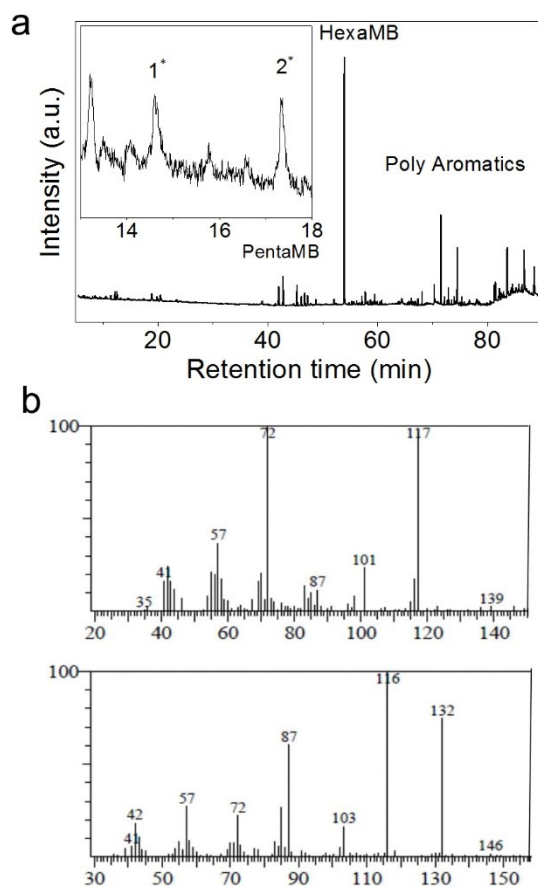 a
HexaMB
1* 2*
Poly Aromatics
Intensity (a.u.)
14 16 18
PentaMB
20 40 60 80
Retention time (min)
b
100
72 117
57
41 101
87
35 139
20 40 60 80 100 120 140
100
116
132
87
57
42 72
103
41
146
30 50 70 90 110 130 150